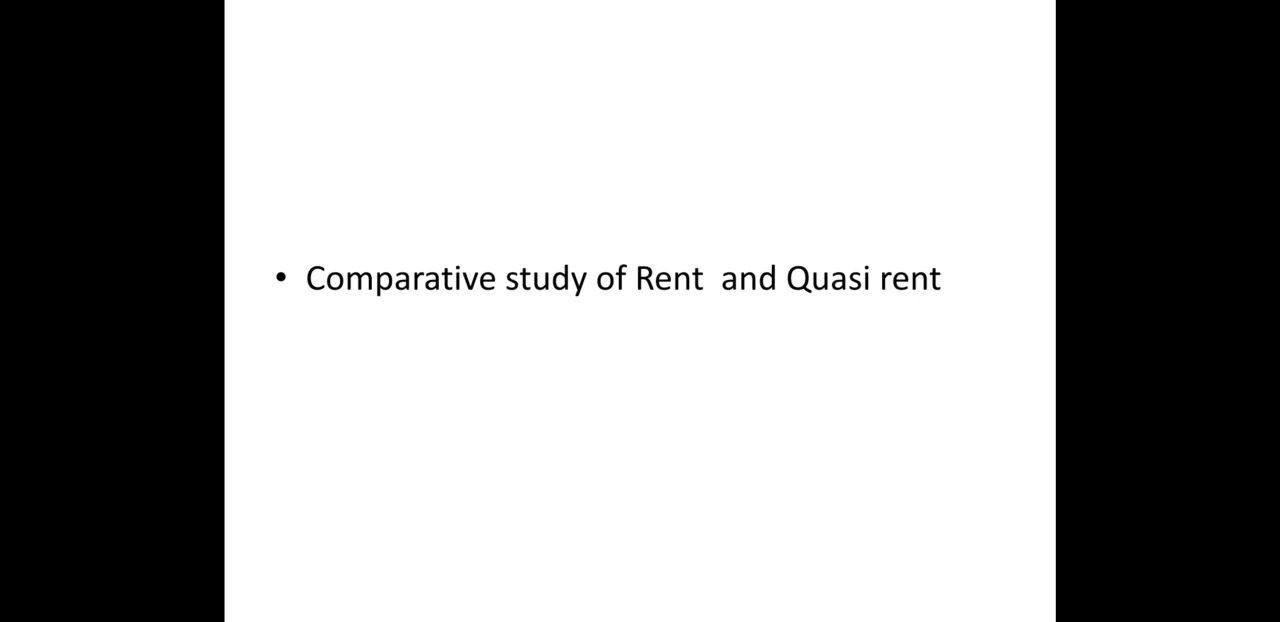 • Comparative study of Rent  and Quasi rent